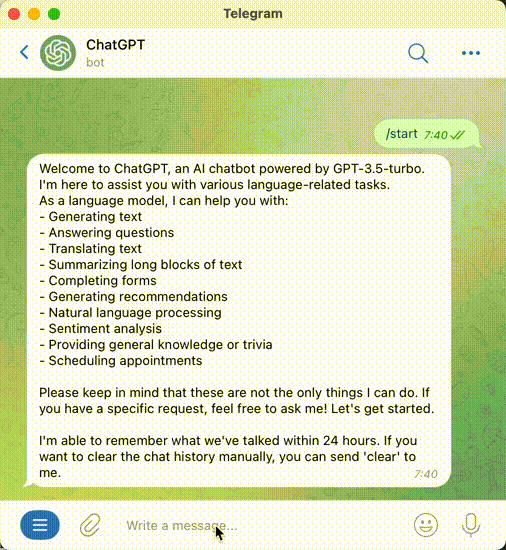 Telegram
ChatGPT
bot
/start 7:40
Welcome to ChatGPT, an AI chatbot powered by GPT-3.5-turbo.
I'm here to assist you with various language-related tasks.
As a language model, I can help you with:
- Generating text
- Answering questions
- Translating text
- Summarizing long blocks of text
- Completing forms
- Generating recommendations
- Natural language processing
- Sentiment analysis
- Providing general knowledge or trivia
- Scheduling appointments
Please keep in mind that these are not the only things I can do. If
you have a specific request, feel free to ask me! Let's get started.
I'm able to remember what we've talked within 24 hours. If you
want to clear the chat history manually, you can send 'clear' to
me. 7:40
Write a message...